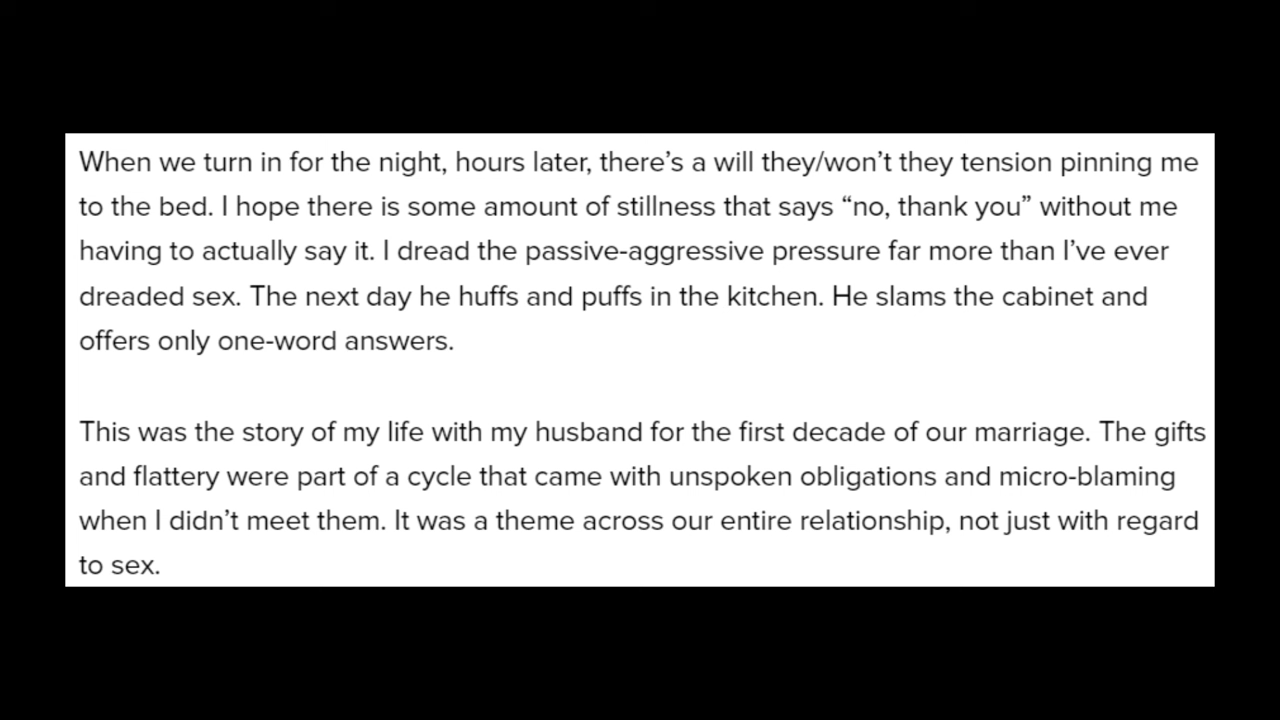 When we turn in for the night, hours later, there’s a will they/won’t they tension pinning me
to the bed. I hope there is some amount of stillness that says “no, thank you” without me
having to actually say it. I dread the passive-aggressive pressure far more than I’ve ever
dreaded sex. The next day he huffs and puffs in the kitchen. He slams the cabinet and
offers only one-word answers.
This was the story of my life with my husband for the first decade of our marriage. The gifts
and flattery were part of a cycle that came with unspoken obligations and micro-blaming
when I didn’t meet them. It was a theme across our entire relationship, not just with regard
to sex.